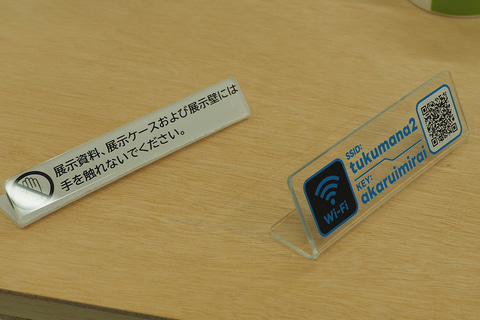 展示資料、展示ケースおよび展示壁には
手を触れないでください。
Wi-Fi
SSID:
tukumana2
KEY:
akaruimirai